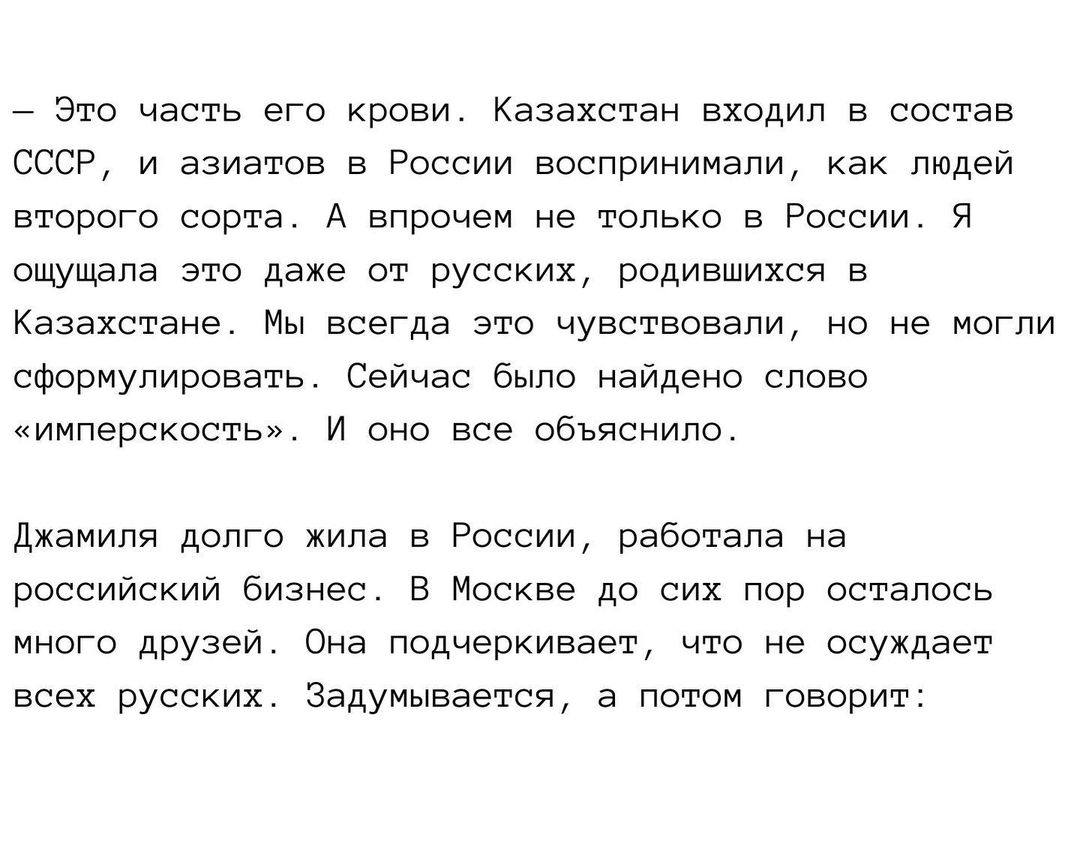 — Это часть его крови. Казахстан входил в состав
СССР, и азиатов в России воспринимали, как людей
второго сорта. А впрочем не только в России. Я
ощущала это даже от русских, родившихся в
Казахстане. Мы всегда это чувствовали, но не могли
сформулировать. Сейчас было найдено слово
«имперскость». И оно все объяснило.
Джамиля долго жила в России, работала на
российский бизнес. В Москве до сих пор осталось
много друзей. Она подчеркивает, что не осуждает
всех русских. Задумывается, а потом говорит: